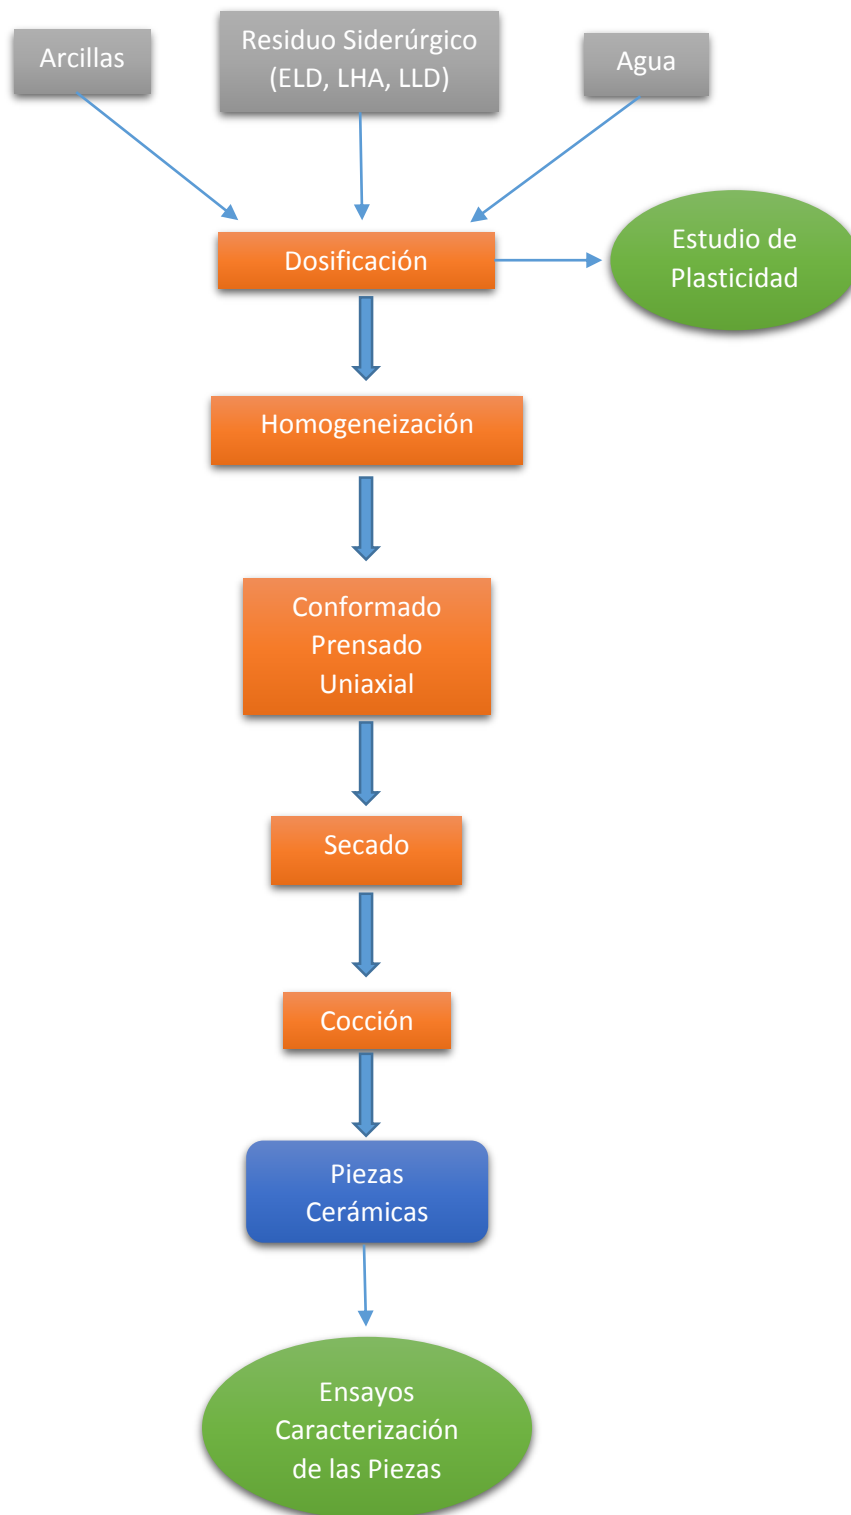 Arcillas
Residuo Siderúrgico
(ELD, LHA, LLD)
Agua
Dosificación
Estudio de
Plasticidad
Homogeneización
Conformado
Prensado
Uniaxial
Secado
Cocción
Piezas
Cerámicas
Ensayos
Caracterización
de las Piezas